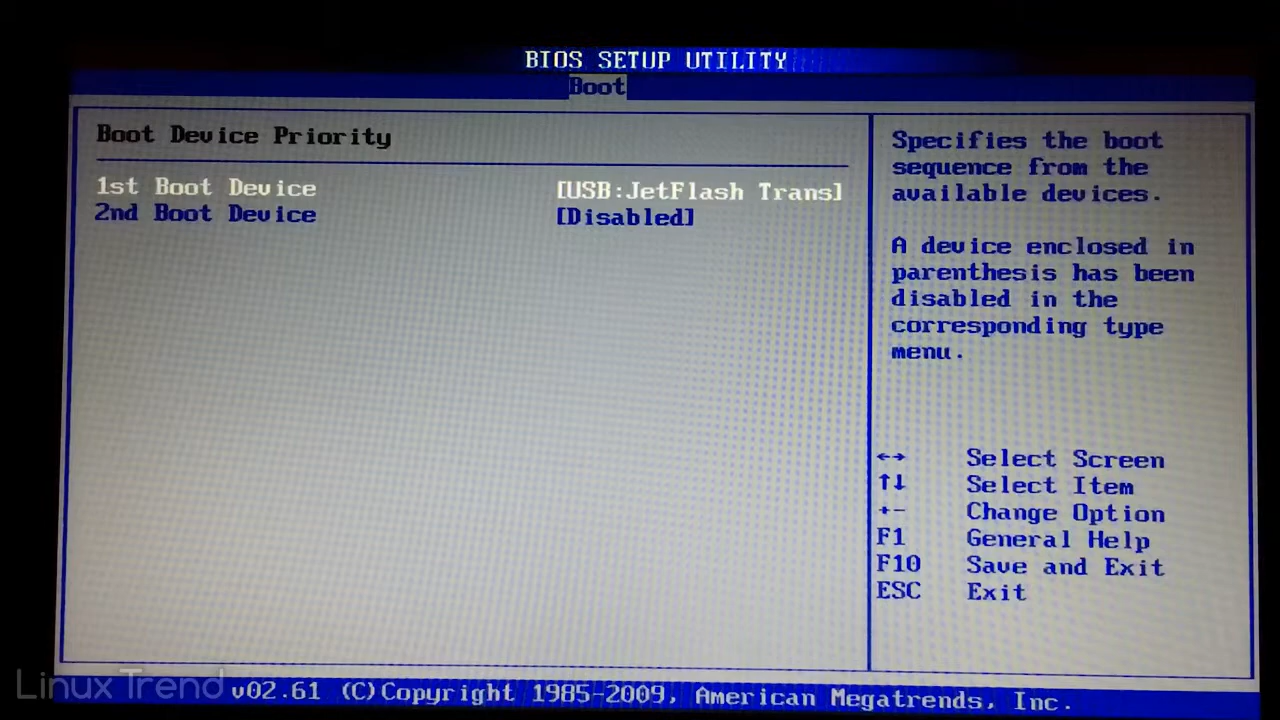 BIOS SETUP UTILITY
Boot
Boot Device Priority
1st Boot Device [USB:JetFlash Trans]
2nd Boot Device [Disabled]
Specifies the boot
sequence from the
available devices.
A device enclosed in
parenthesis has been
disabled in the
corresponding type
menu.
←→ Select Screen
↑↓ Select Item
+- Change Option
F1 General Help
F10 Save and Exit
ESC Exit
Linux Trend
v02.61 (C)Copyright 1985-2009, American Megatrends, Inc.